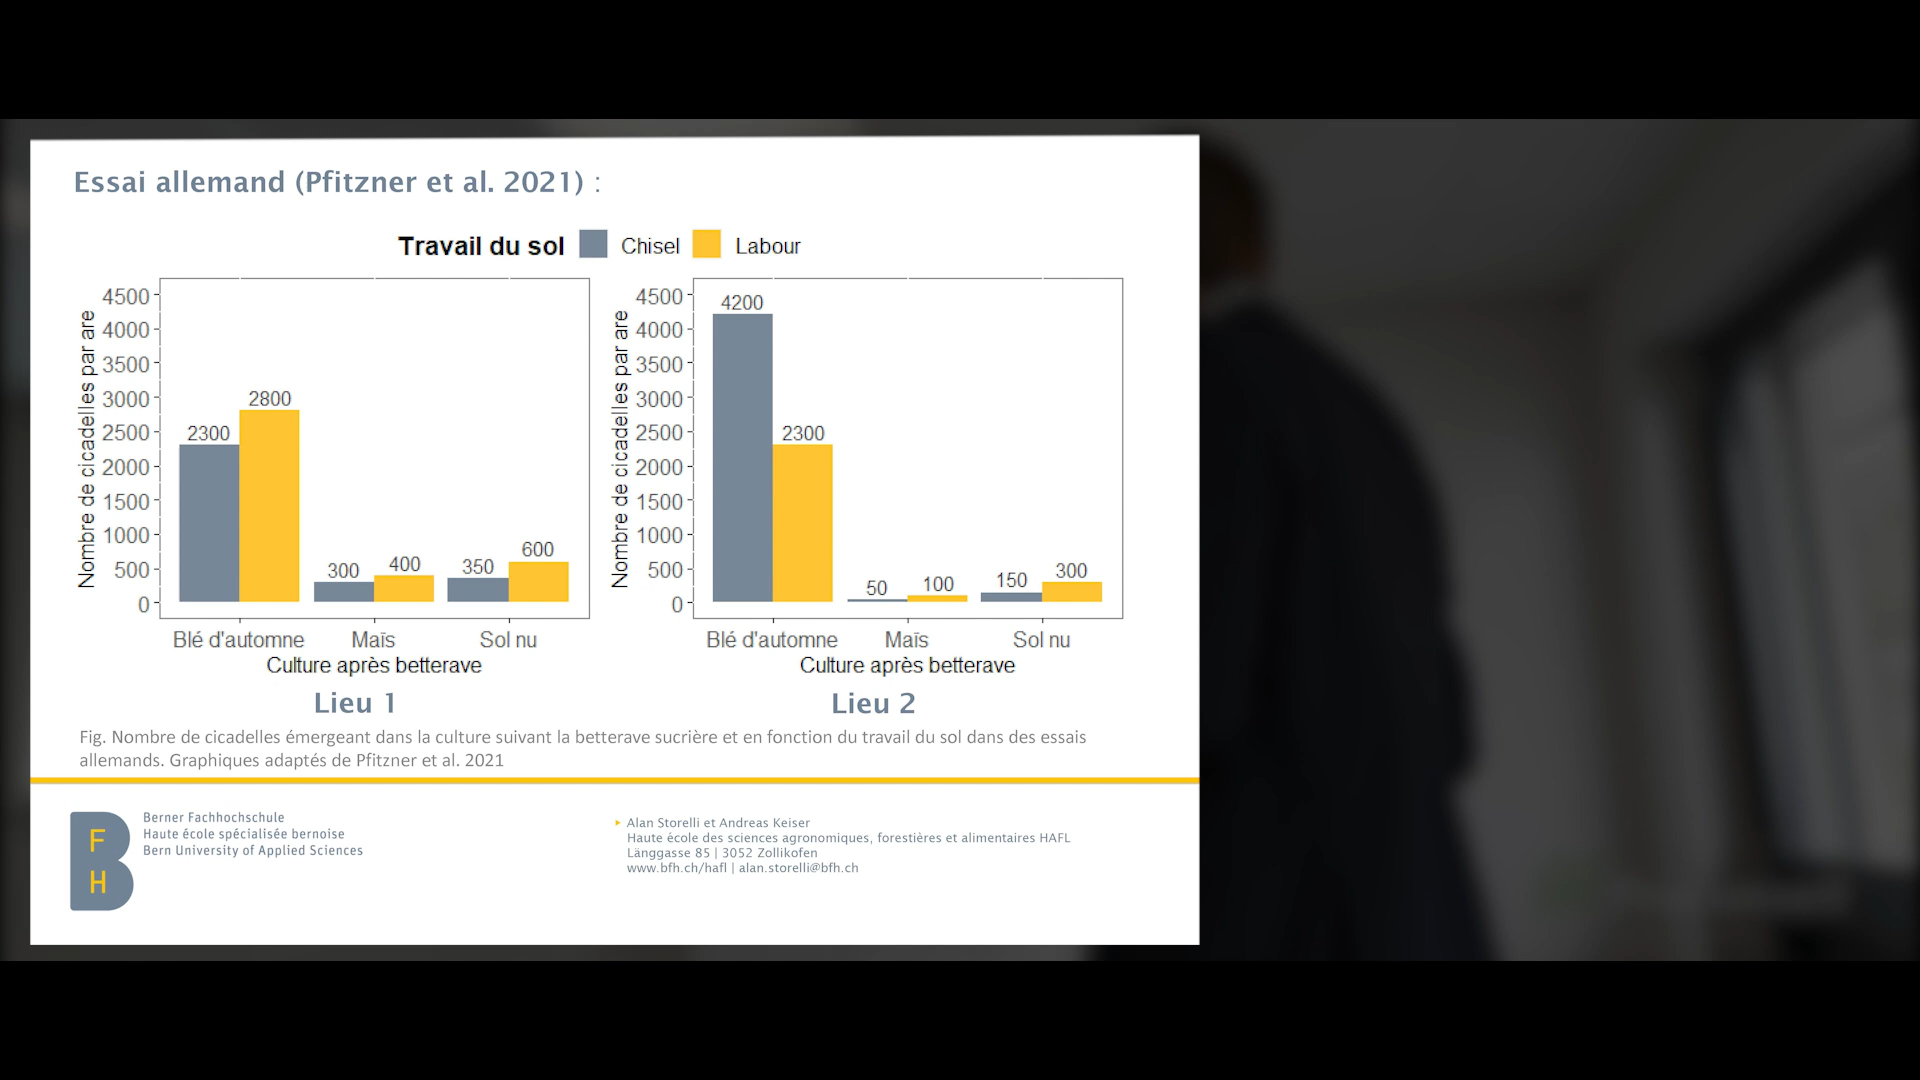 Essai allemand (Pfitzner et al. 2021) :
Travail du sol Chisel Labour
Nombre de cicadelles par are
4500
4000
3500
3000
2500
2000
1500
1000
500
0
2300
2800
300
400
350
600
Blé d'automne Maïs Sol nu
Culture après betterave
Lieu 1
Nombre de cicadelles par are
4500
4000
3500
3000
2500
2000
1500
1000
500
0
4200
2300
50
100
150
300
Blé d'automne Maïs Sol nu
Culture après betterave
Lieu 2
Fig. Nombre de cicadelles émergeant dans la culture suivant la betterave sucrière et en fonction du travail du sol dans des essais
allemands. Graphiques adaptés de Pfitzner et al. 2021
F
H
Berner Fachhochschule
Haute école spécialisée bernoise
Bern University of Applied Sciences
Alan Storelli et Andreas Keiser
Haute école des sciences agronomiques, forestières et alimentaires HAFL
Länggasse 85 | 3052 Zollikofen
www.bfh.ch/hafl | alan.storelli@bfh.ch